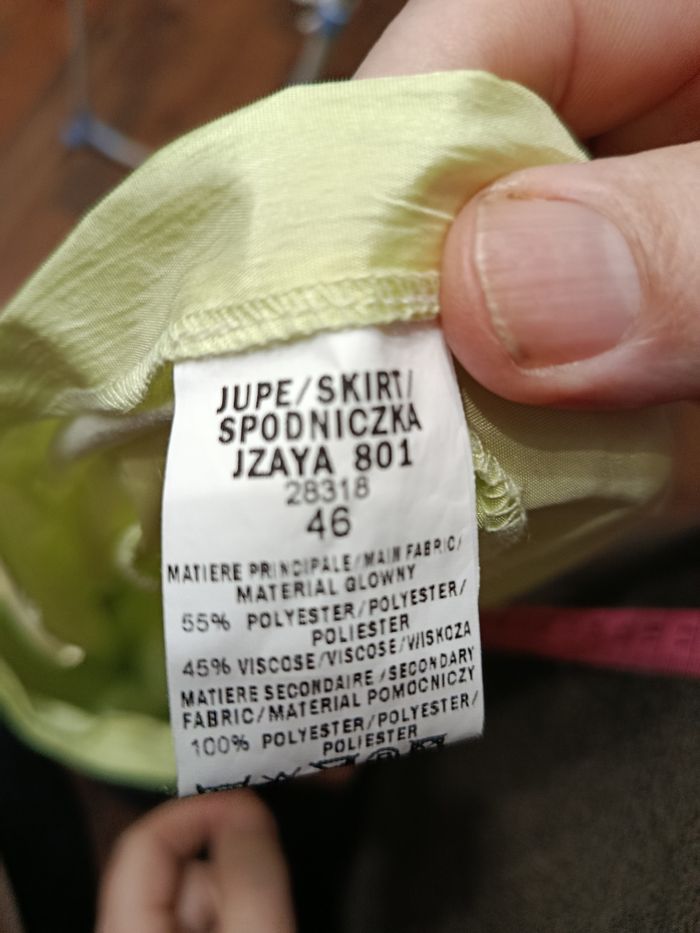 JUPE/SKIRT/
SPODNICZKA
JZAYA 801
28318
46
MATIERE PRINCIPALE/MAIN FABRIC/
MATERIAL GLOWNY
55% POLYESTER/POLYESTER/
POLIESTER
45% VISCOSE/VISCOSE/WISKOZA
MATIERE SECONDAIRE/SECONDARY
FABRIC/MATERIAL POMOCNICZY
100% POLYESTER/POLYESTER/
POLIESTER